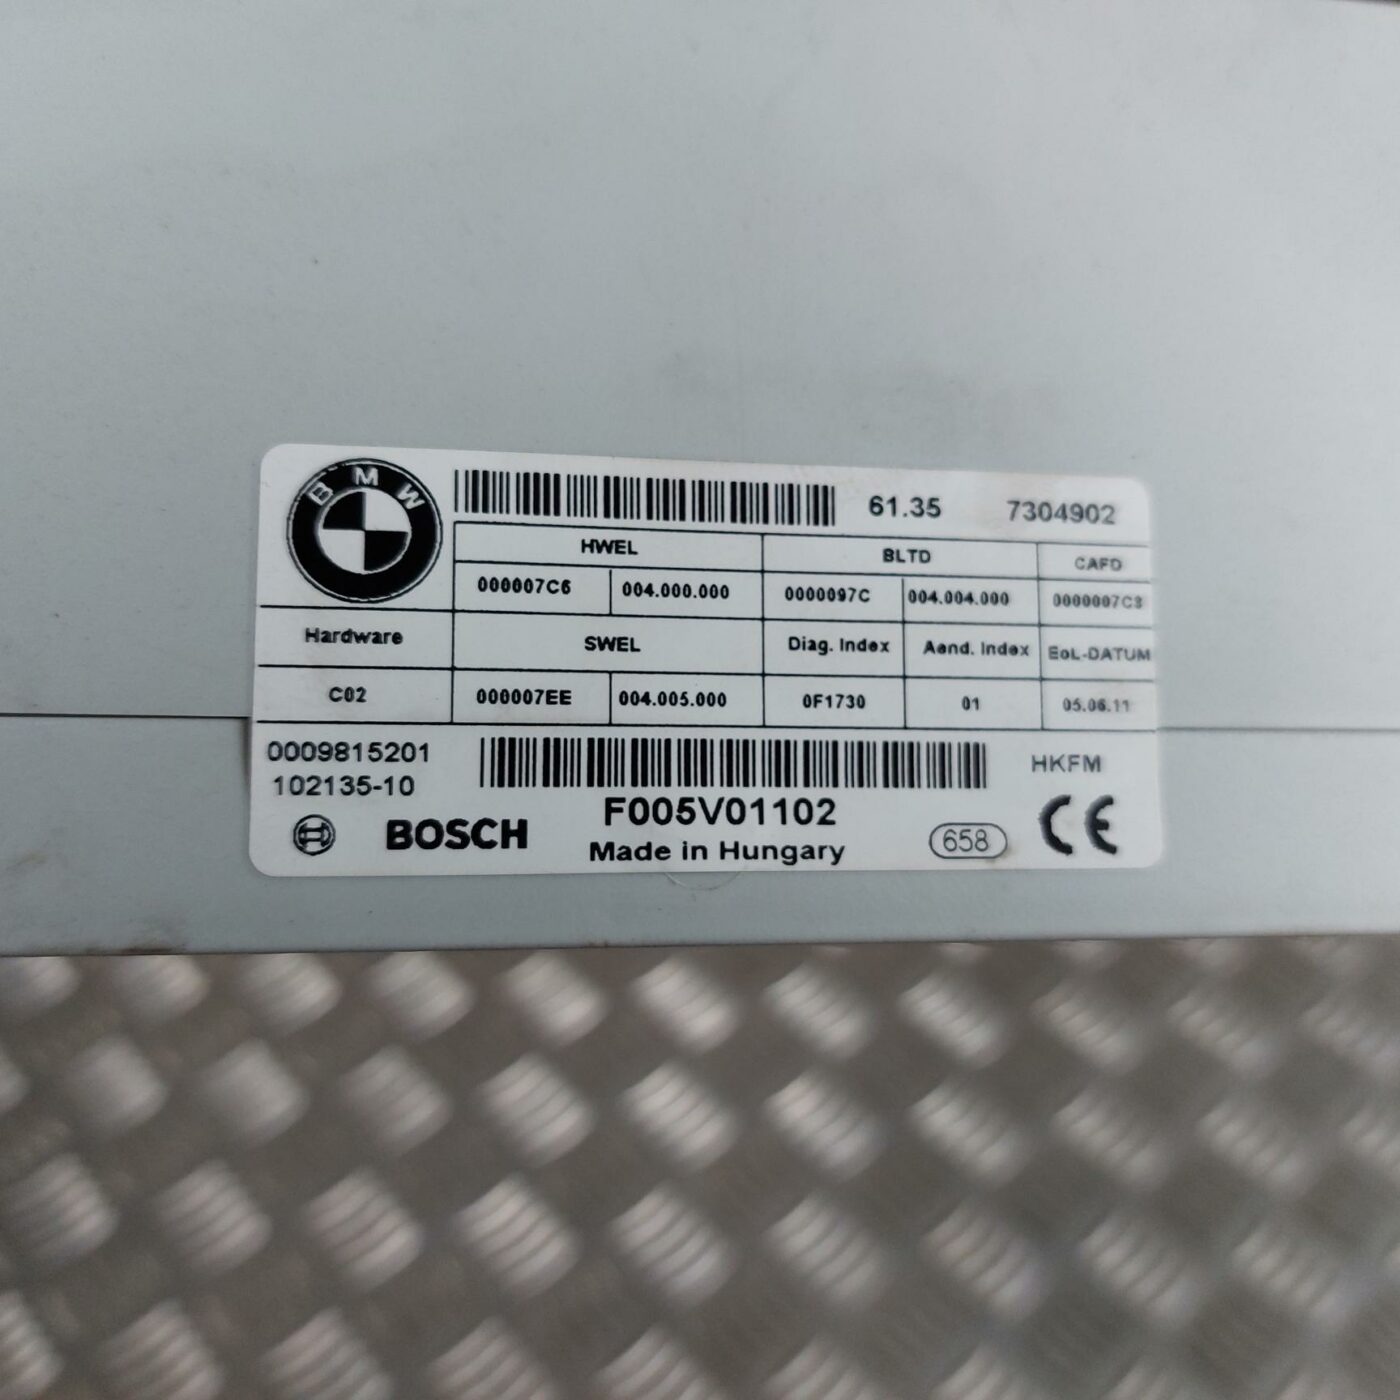 BMW
61.35 7304902
HWEL BLTD CAFD
000007C6 004.000.000 0000097C 004.004.000 0000007C3
Hardware SWEL Diag. Index Aend. Index EoL-DATUM
C02 000007EE 004.005.000 0F1730 01 05.06.11
0009815201 HKFM
102135-10
F005V01102
BOSCH Made in Hungary 658 CE